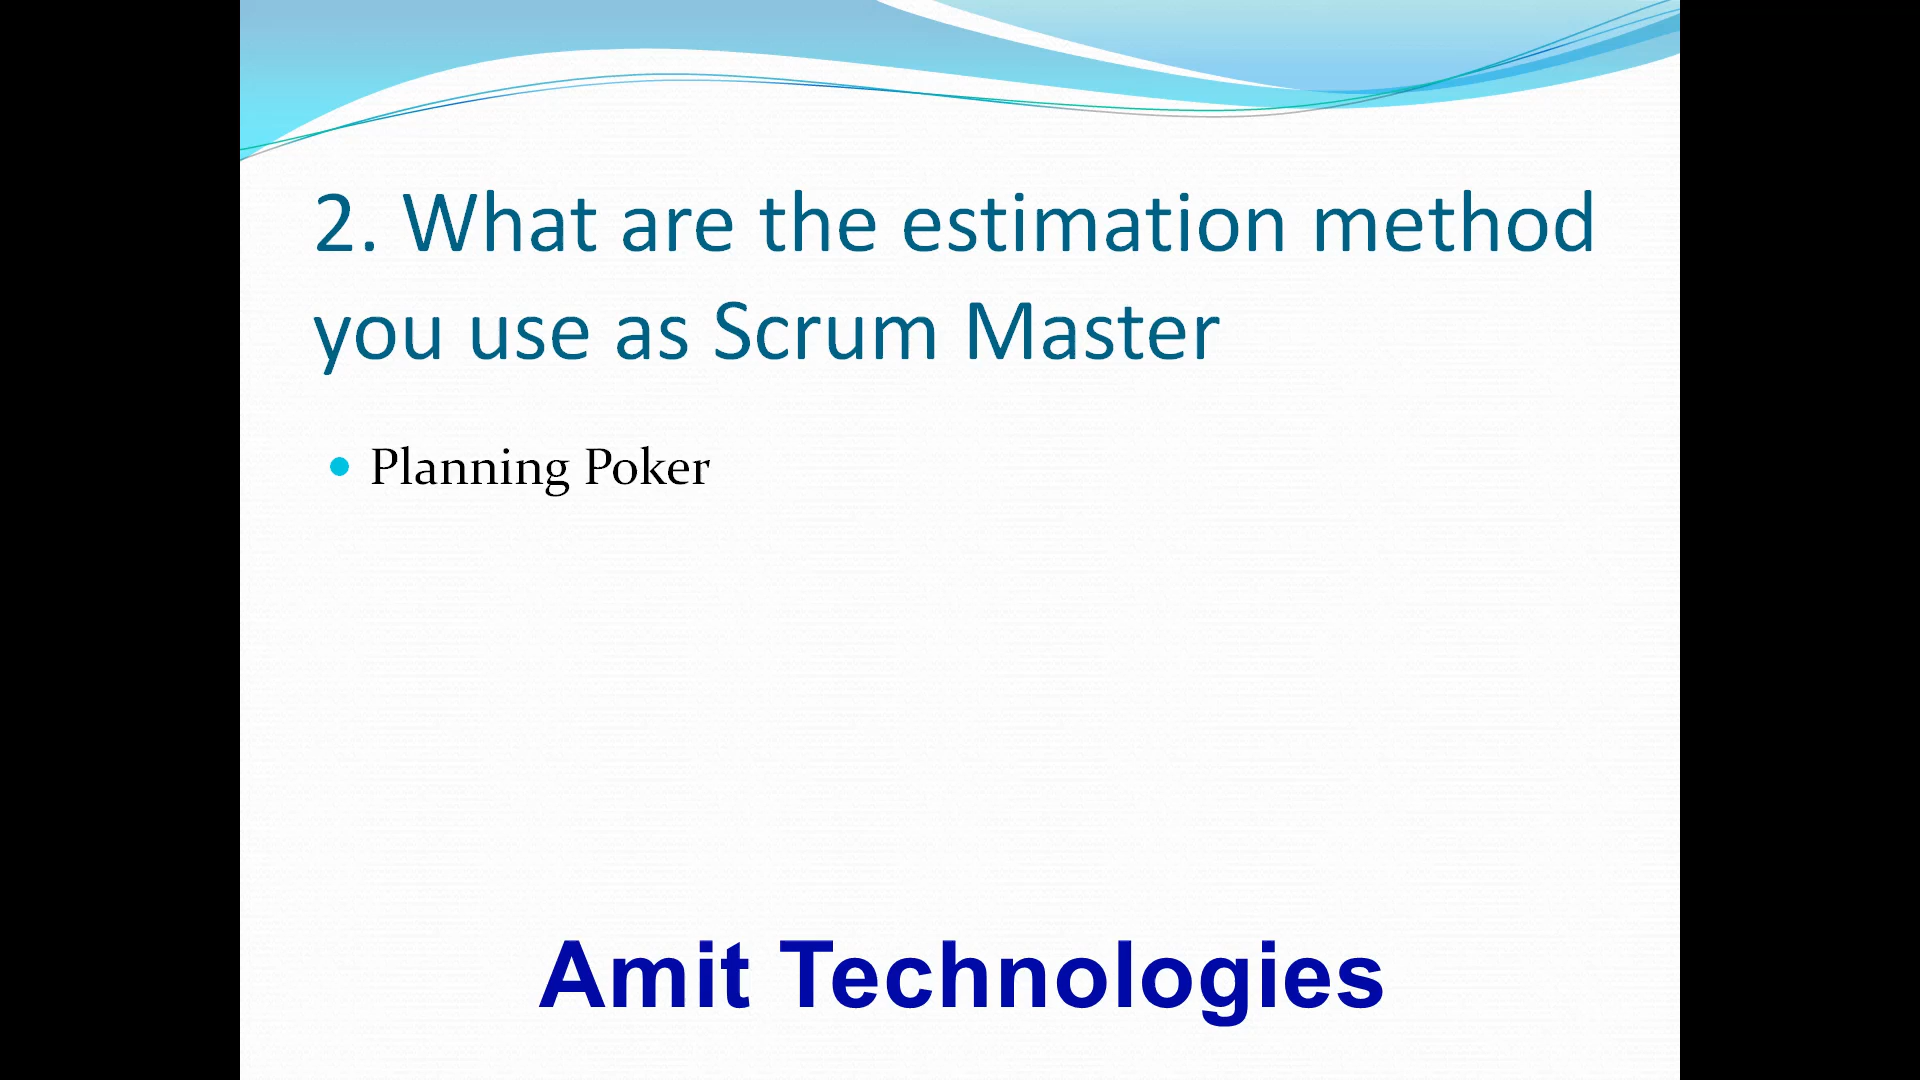 2. What are the estimation method
you use as Scrum Master
• Planning Poker
Amit Technologies